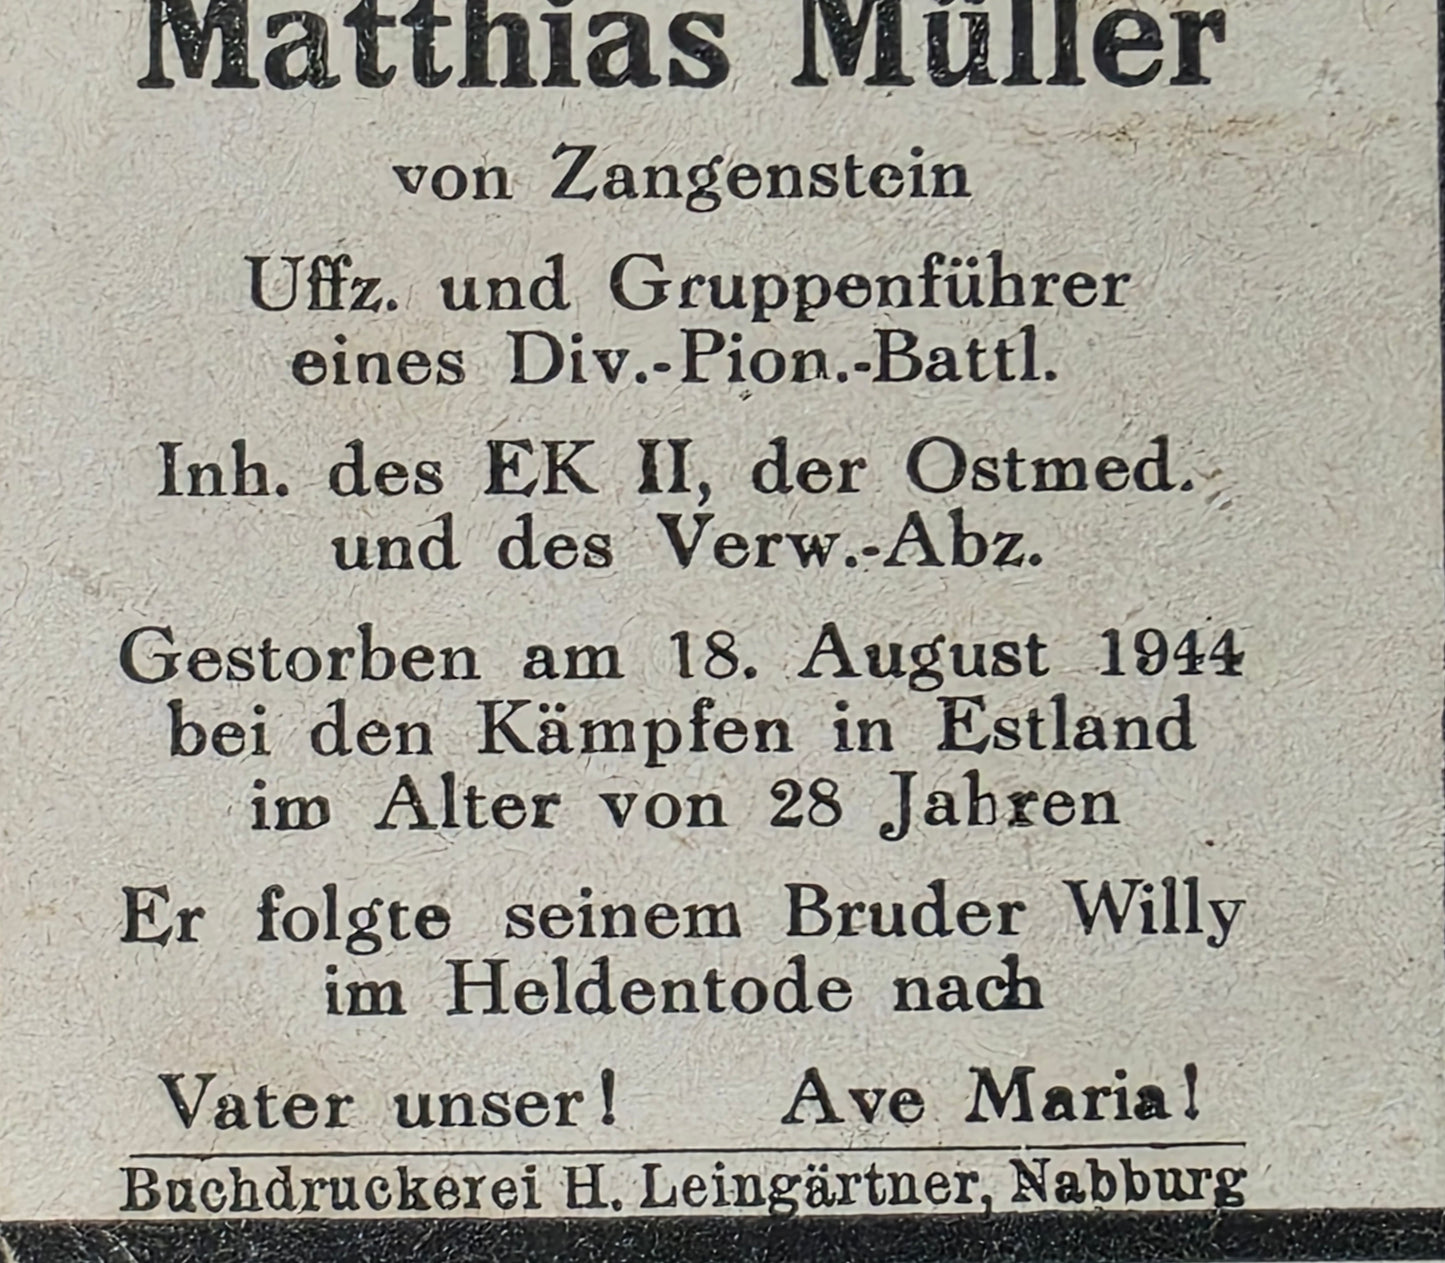 Matthias Müller
von Zangenstein
Uffz. und Gruppenführer
eines Div.-Pion.-Battl.
Inh. des EK II, der Ostmed.
und des Verw.-Abz.
Gestorben am 18. August 1944
bei den Kämpfen in Estland
im Alter von 28 Jahren
Er folgte seinem Bruder Willy
im Heldentode nach
Vater unser! Ave Maria!
Buchdruckerei H. Leingärtner, Nabburg